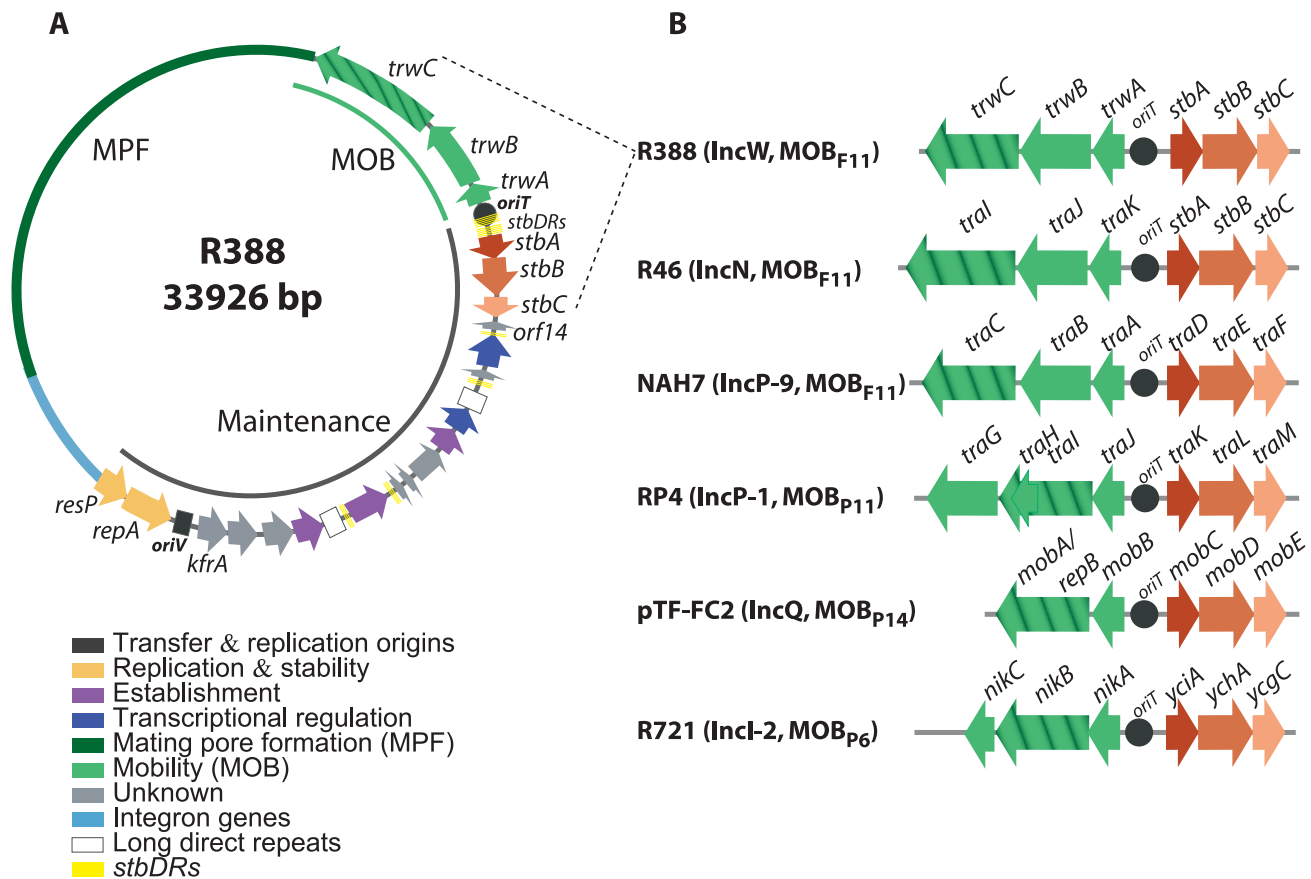 A
trwC
MPF
MOB
trwB
trwA
oriT
stbDRs
stbA
R388
33926 bp
stbB
stbC
orf14
Maintenance
resP
repA
oriV
kfrA
Transfer & replication origins
Replication & stability
Establishment
Transcriptional regulation
Mating pore formation (MPF)
Mobility (MOB)
Unknown
Integron genes
Long direct repeats
stbDRs
B
trwC trwB trwA oriT stbA stbB stbC
R388 (IncW, MOBF11)
traI traJ traK oriT stbA stbB stbC
R46 (IncN, MOBF11)
traC traB traA oriT traD traE traF
NAH7 (IncP-9, MOBF11)
traG traH traI traJ oriT traK traL traM
RP4 (IncP-1, MOBP11)
mobA/ repB mobB oriT mobC mobD mobE
pTF-FC2 (IncQ, MOBP14)
nikC nikB nikA oriT yciA ychA ycgC
R721 (IncI-2, MOBP6)